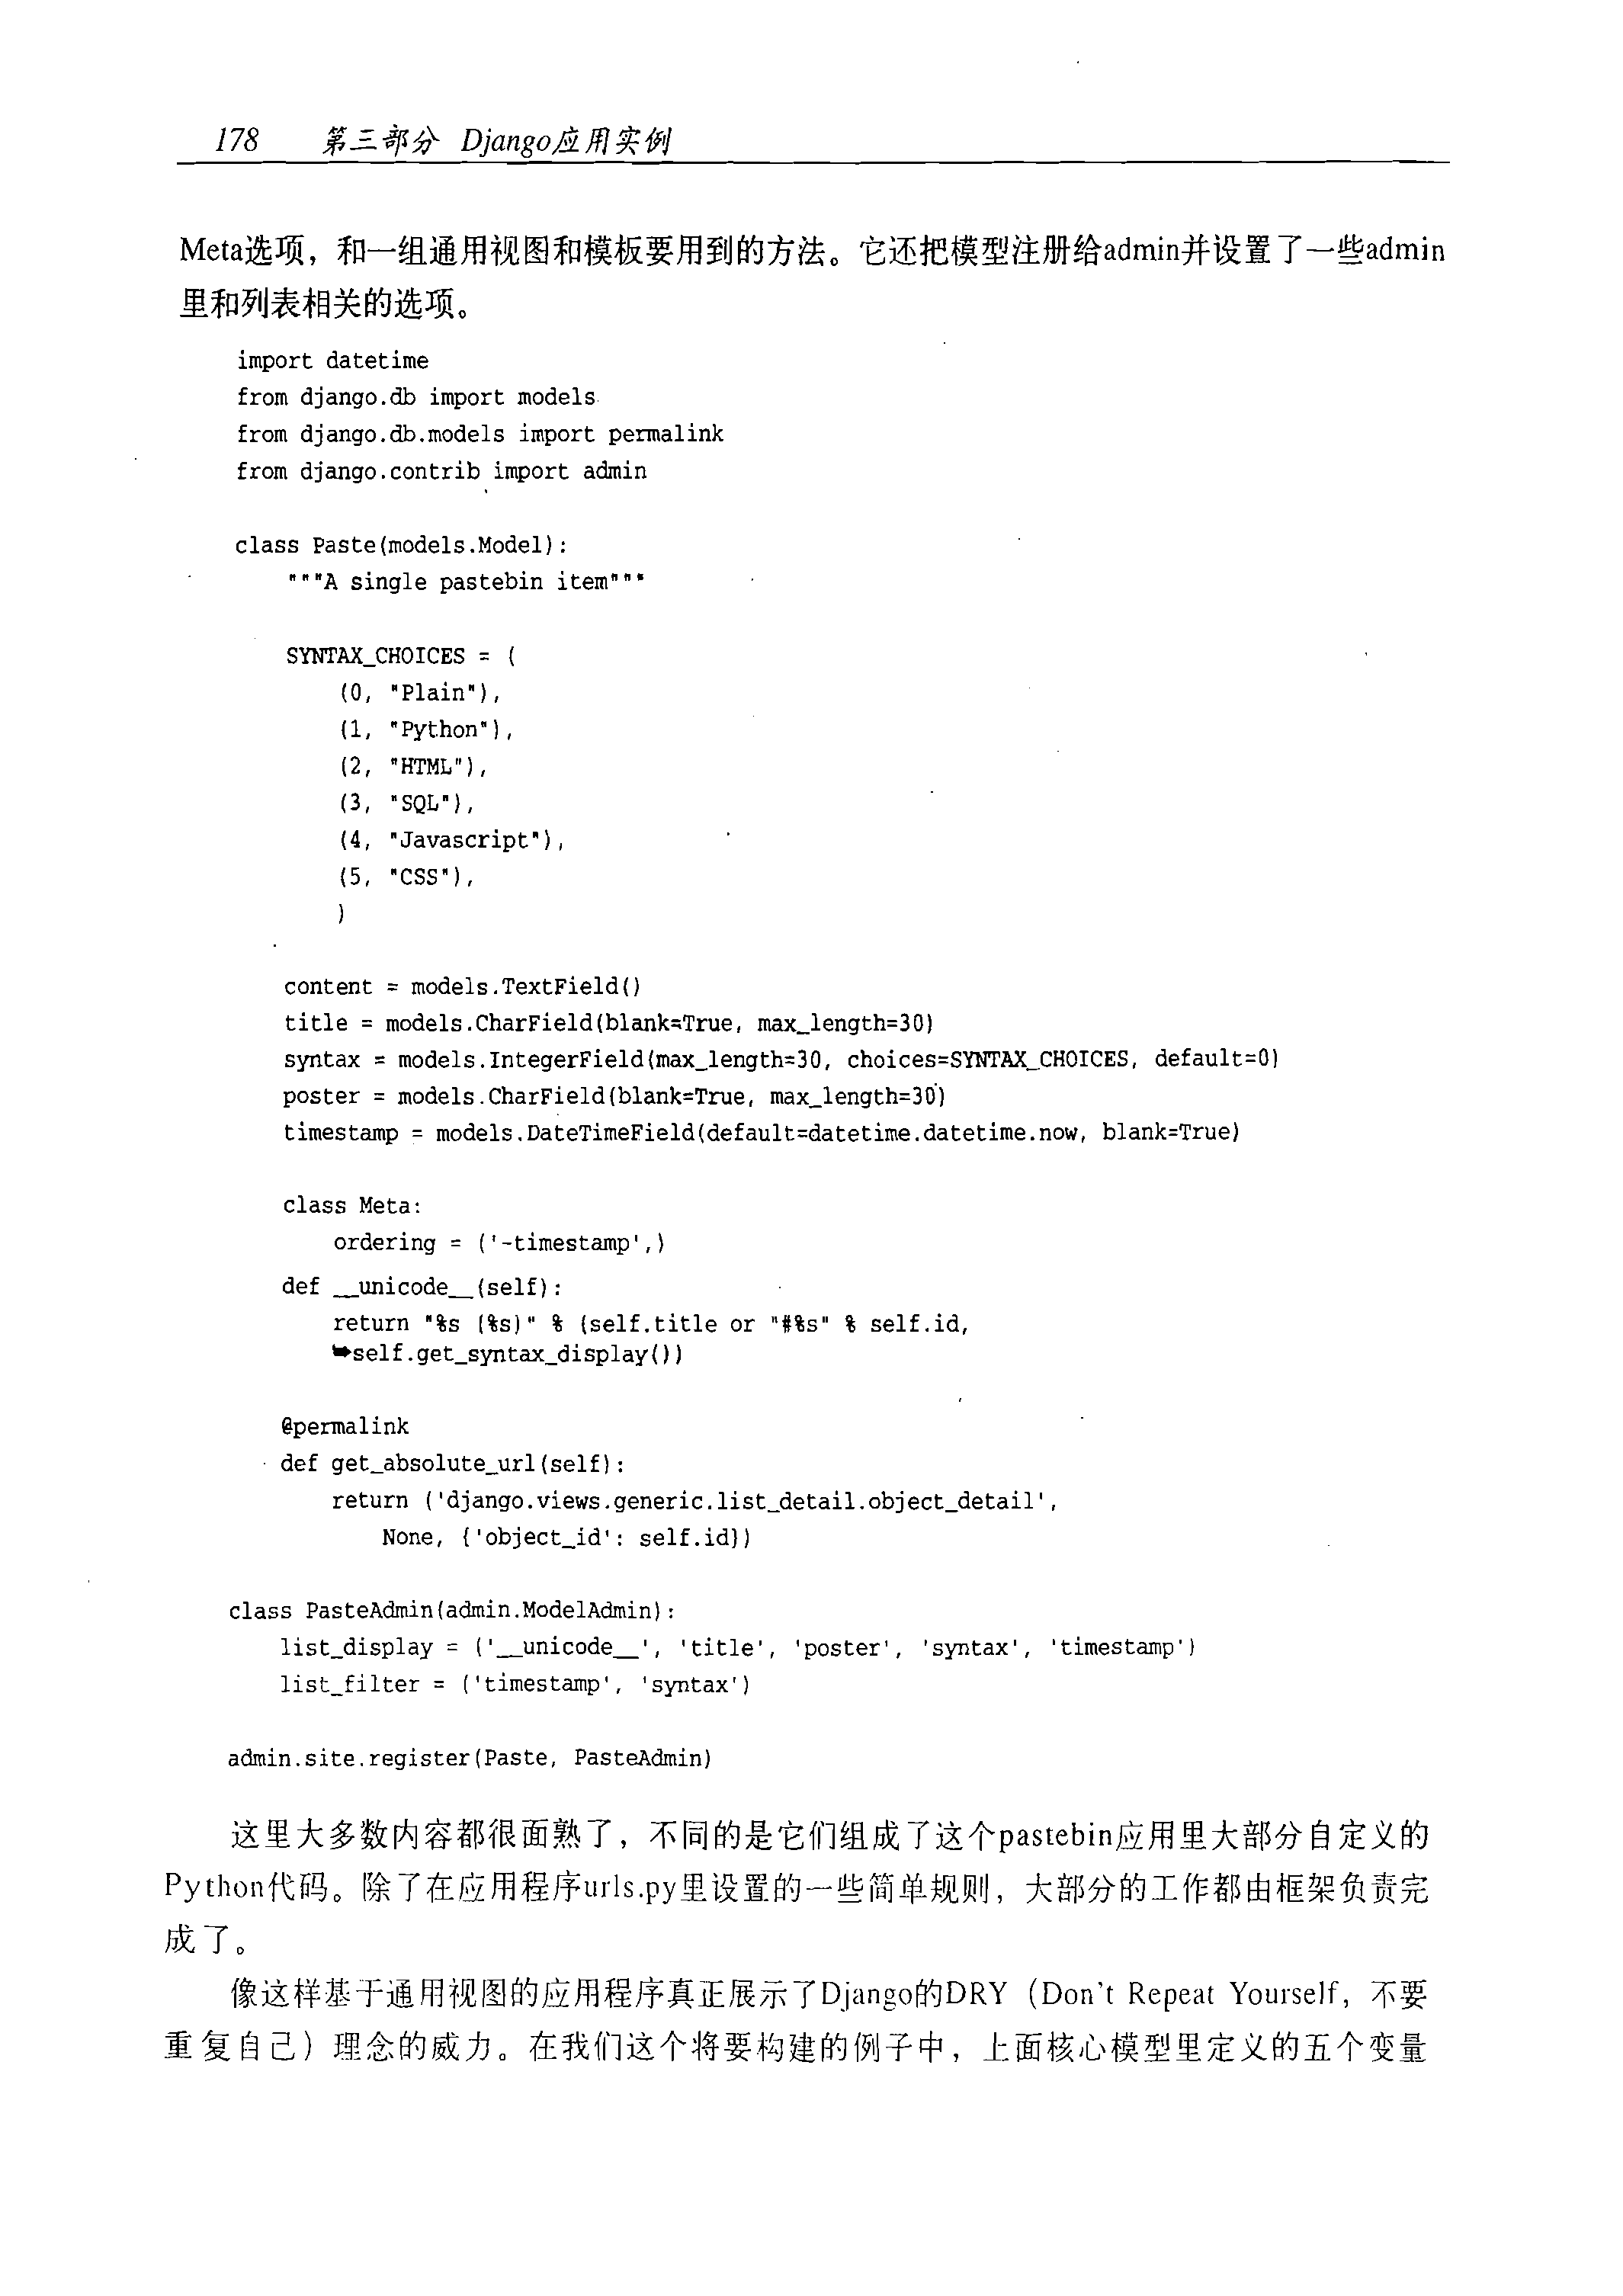 178 第三部分 Django应用实例
Meta选项，和一组通用视图和模板要用到的方法。它还把模型注册给admin并设置了一些admin
里和列表相关的选项。
import datetime
from django.db import models
from django.db.models import permalink
from django.contrib import admin
class Paste(models.Model):
    """A single pastebin item"""
    SYNTAX_CHOICES = (
        (0, "Plain"),
        (1, "Python"),
        (2, "HTML"),
        (3, "SQL"),
        (4, "Javascript"),
        (5, "CSS"),
        )
    content = models.TextField()
    title = models.CharField(blank=True, max_length=30)
    syntax = models.IntegerField(max_length=30, choices=SYNTAX_CHOICES, default=0)
    poster = models.CharField(blank=True, max_length=30)
    timestamp = models.DateTimeField(default=datetime.datetime.now, blank=True)
    class Meta:
        ordering = ('-timestamp',)
    def __unicode__(self):
        return "%s (%s)" % (self.title or "#%s" % self.id,
        ➥self.get_syntax_display())
    @permalink
    def get_absolute_url(self):
        return ('django.views.generic.list_detail.object_detail',
            None, {'object_id': self.id})
class PasteAdmin(admin.ModelAdmin):
    list_display = ('__unicode__', 'title', 'poster', 'syntax', 'timestamp')
    list_filter = ('timestamp', 'syntax')
admin.site.register(Paste, PasteAdmin)
这里大多数内容都很面熟了，不同的是它们组成了这个pastebin应用里大部分自定义的
Python代码。除了在应用程序urls.py里设置的一些简单规则，大部分的工作都由框架负责完
成了。
像这样基于通用视图的应用程序真正展示了Django的DRY（Don't Repeat Yourself，不要
重复自己）理念的威力。在我们这个将要构建的例子中，上面核心模型里定义的五个变量